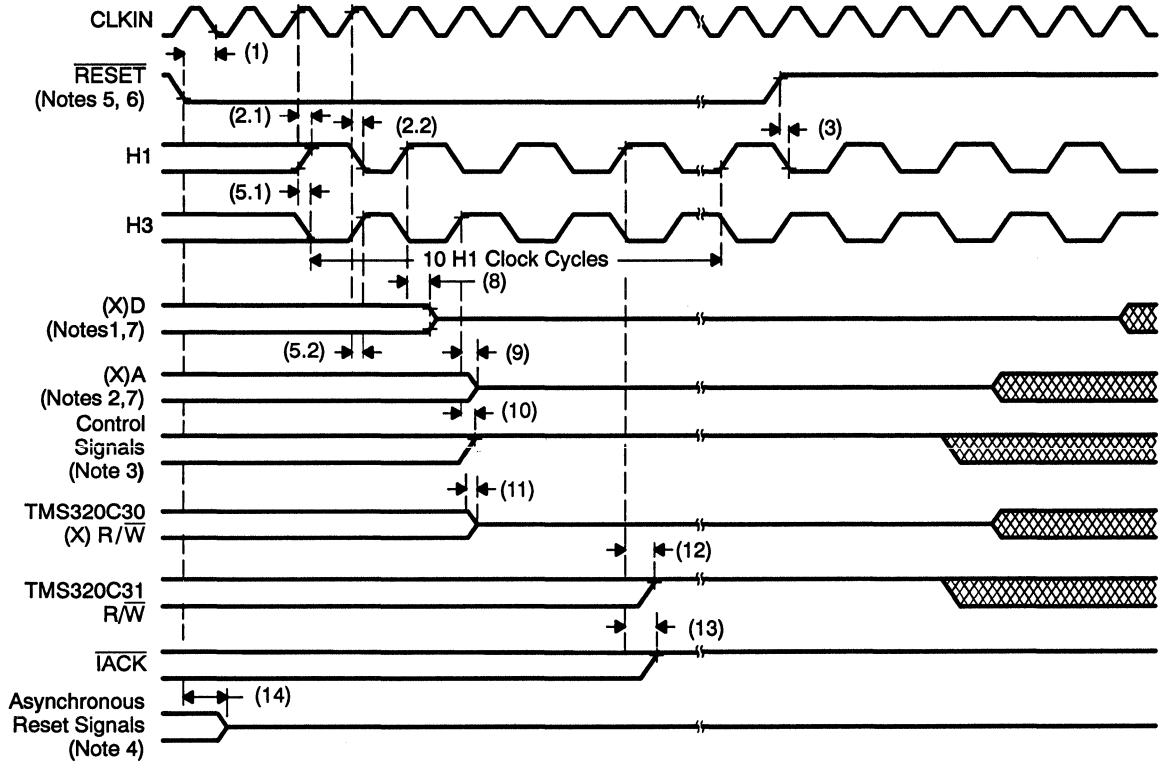 CLKIN
(1)
RESET
(Notes 5, 6)
(2.1)
(2.2)
(3)
H1
(5.1)
H3
10 H1 Clock Cycles
(8)
(X)D
(Notes1,7)
(5.2)
(9)
(X)A
(Notes 2,7)
(10)
Control
Signals
(Note 3)
(11)
TMS320C30
(X) R/W
(12)
TMS320C31
R/W
(13)
IACK
(14)
Asynchronous
Reset Signals
(Note 4)